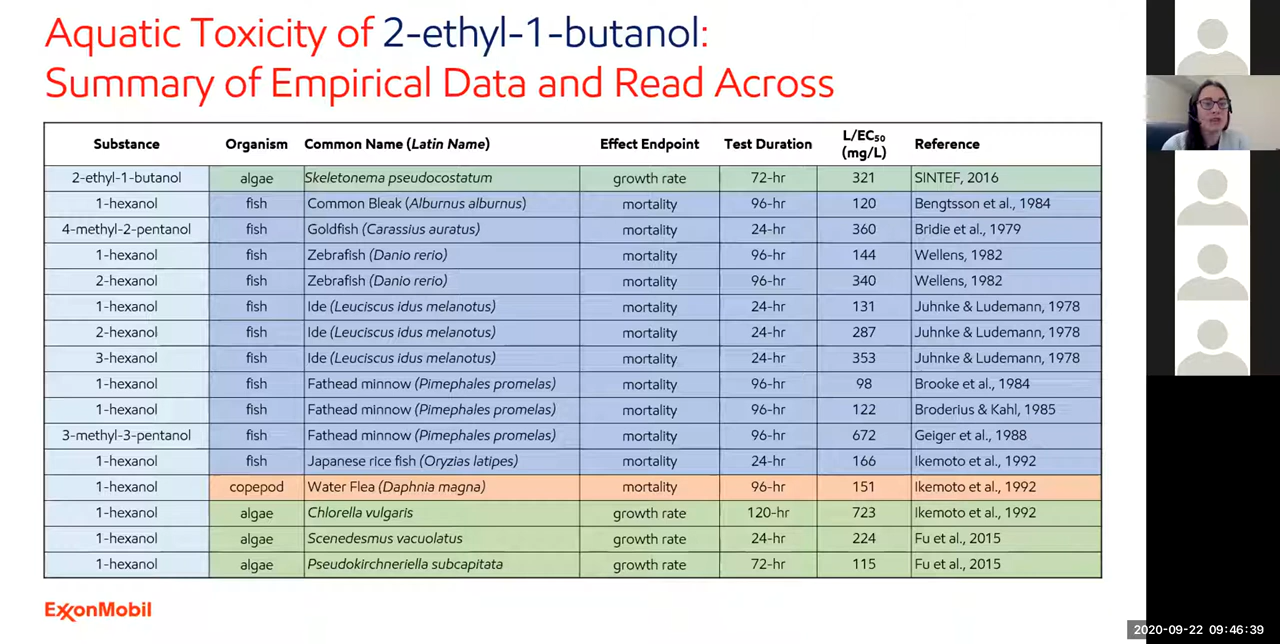 Aquatic Toxicity of 2-ethyl-1-butanol:
Summary of Empirical Data and Read Across
Substance Organism Common Name (Latin Name) Effect Endpoint Test Duration L/EC50 (mg/L) Reference
2-ethyl-1-butanol algae Skeletonema pseudocostatum growth rate 72-hr 321 SINTEF, 2016
1-hexanol fish Common Bleak (Alburnus alburnus) mortality 96-hr 120 Bengtsson et al., 1984
4-methyl-2-pentanol fish Goldfish (Carassius auratus) mortality 24-hr 360 Bridie et al., 1979
1-hexanol fish Zebrafish (Danio rerio) mortality 96-hr 144 Wellens, 1982
2-hexanol fish Zebrafish (Danio rerio) mortality 96-hr 340 Wellens, 1982
1-hexanol fish Ide (Leuciscus idus melanotus) mortality 24-hr 131 Juhnke & Ludemann, 1978
2-hexanol fish Ide (Leuciscus idus melanotus) mortality 24-hr 287 Juhnke & Ludemann, 1978
3-hexanol fish Ide (Leuciscus idus melanotus) mortality 24-hr 353 Juhnke & Ludemann, 1978
1-hexanol fish Fathead minnow (Pimephales promelas) mortality 96-hr 98 Brooke et al., 1984
1-hexanol fish Fathead minnow (Pimephales promelas) mortality 96-hr 122 Broderius & Kahl, 1985
3-methyl-3-pentanol fish Fathead minnow (Pimephales promelas) mortality 96-hr 672 Geiger et al., 1988
1-hexanol fish Japanese rice fish (Oryzias latipes) mortality 24-hr 166 Ikemoto et al., 1992
1-hexanol copepod Water Flea (Daphnia magna) mortality 96-hr 151 Ikemoto et al., 1992
1-hexanol algae Chlorella vulgaris growth rate 120-hr 723 Ikemoto et al., 1992
1-hexanol algae Scenedesmus vacuolatus growth rate 24-hr 224 Fu et al., 2015
1-hexanol algae Pseudokirchneriella subcapitata growth rate 72-hr 115 Fu et al., 2015
ExxonMobil
2020-09-22 09:46:39